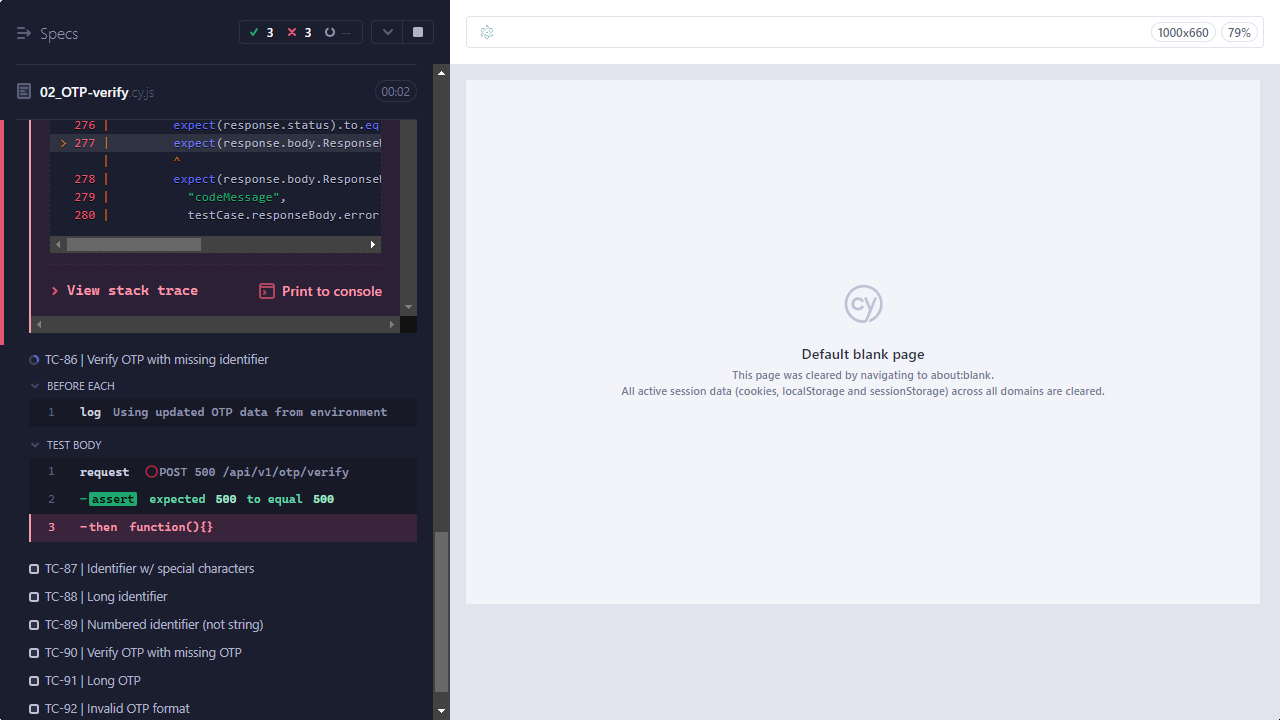 Specs
3
3
--
1000x660
79%
02_OTP-verify.cy.js
00:02
276 | expect(response.status).to.eq
> 277 | expect(response.body.Response
| ^
278 | expect(response.body.Response
279 | "codeMessage",
280 | testCase.responseBody.error
View stack trace
Print to console
TC-86 | Verify OTP with missing identifier
BEFORE EACH
1 log Using updated OTP data from environment
TEST BODY
1 request POST 500 /api/v1/otp/verify
2 -assert expected 500 to equal 500
3 -then function(){}
TC-87 | Identifier w/ special characters
TC-88 | Long identifier
TC-89 | Numbered identifier (not string)
TC-90 | Verify OTP with missing OTP
TC-91 | Long OTP
TC-92 | Invalid OTP format
cy
Default blank page
This page was cleared by navigating to about:blank.
All active session data (cookies, localStorage and sessionStorage) across all domains are cleared.